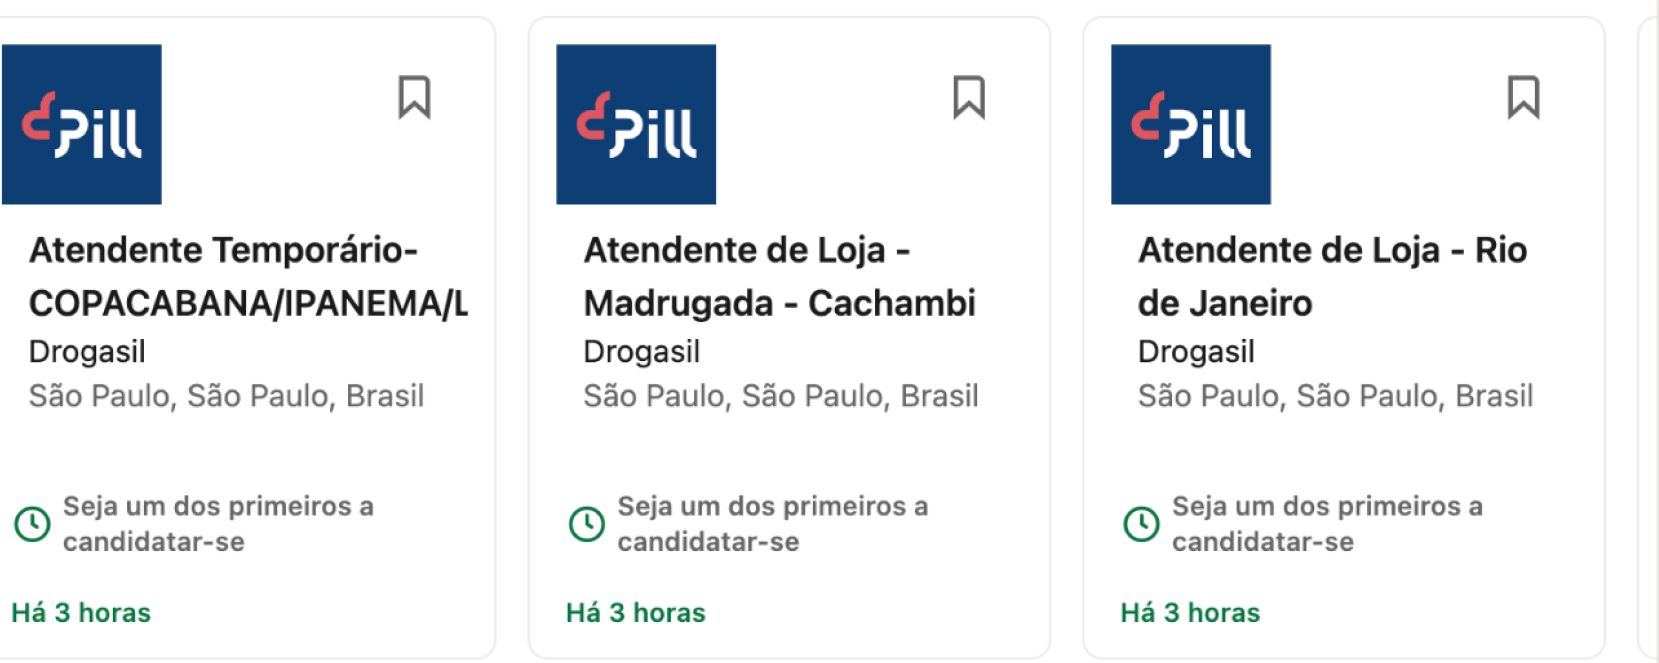 Pill
Atendente Temporário-
COPACABANA/IPANEMA/L
Drogasil
São Paulo, São Paulo, Brasil
Seja um dos primeiros a
candidatar-se
Há 3 horas
Pill
Atendente de Loja -
Madrugada - Cachambi
Drogasil
São Paulo, São Paulo, Brasil
Seja um dos primeiros a
candidatar-se
Há 3 horas
Pill
Atendente de Loja - Rio
de Janeiro
Drogasil
São Paulo, São Paulo, Brasil
Seja um dos primeiros a
candidatar-se
Há 3 horas